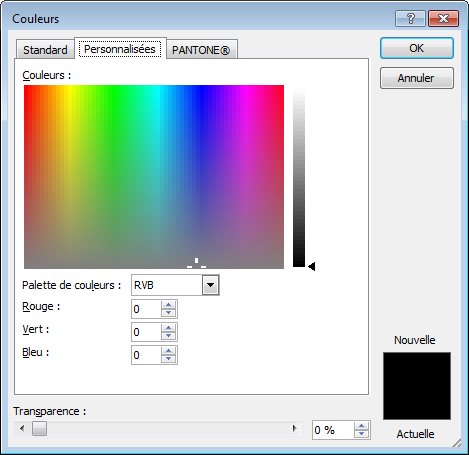 Couleurs
Standard Personnalisées PANTONE®
OK
Annuler
Couleurs :
Palette de couleurs : RVB
Rouge : 0
Vert : 0
Bleu : 0
Nouvelle
Actuelle
Transparence :
0 %